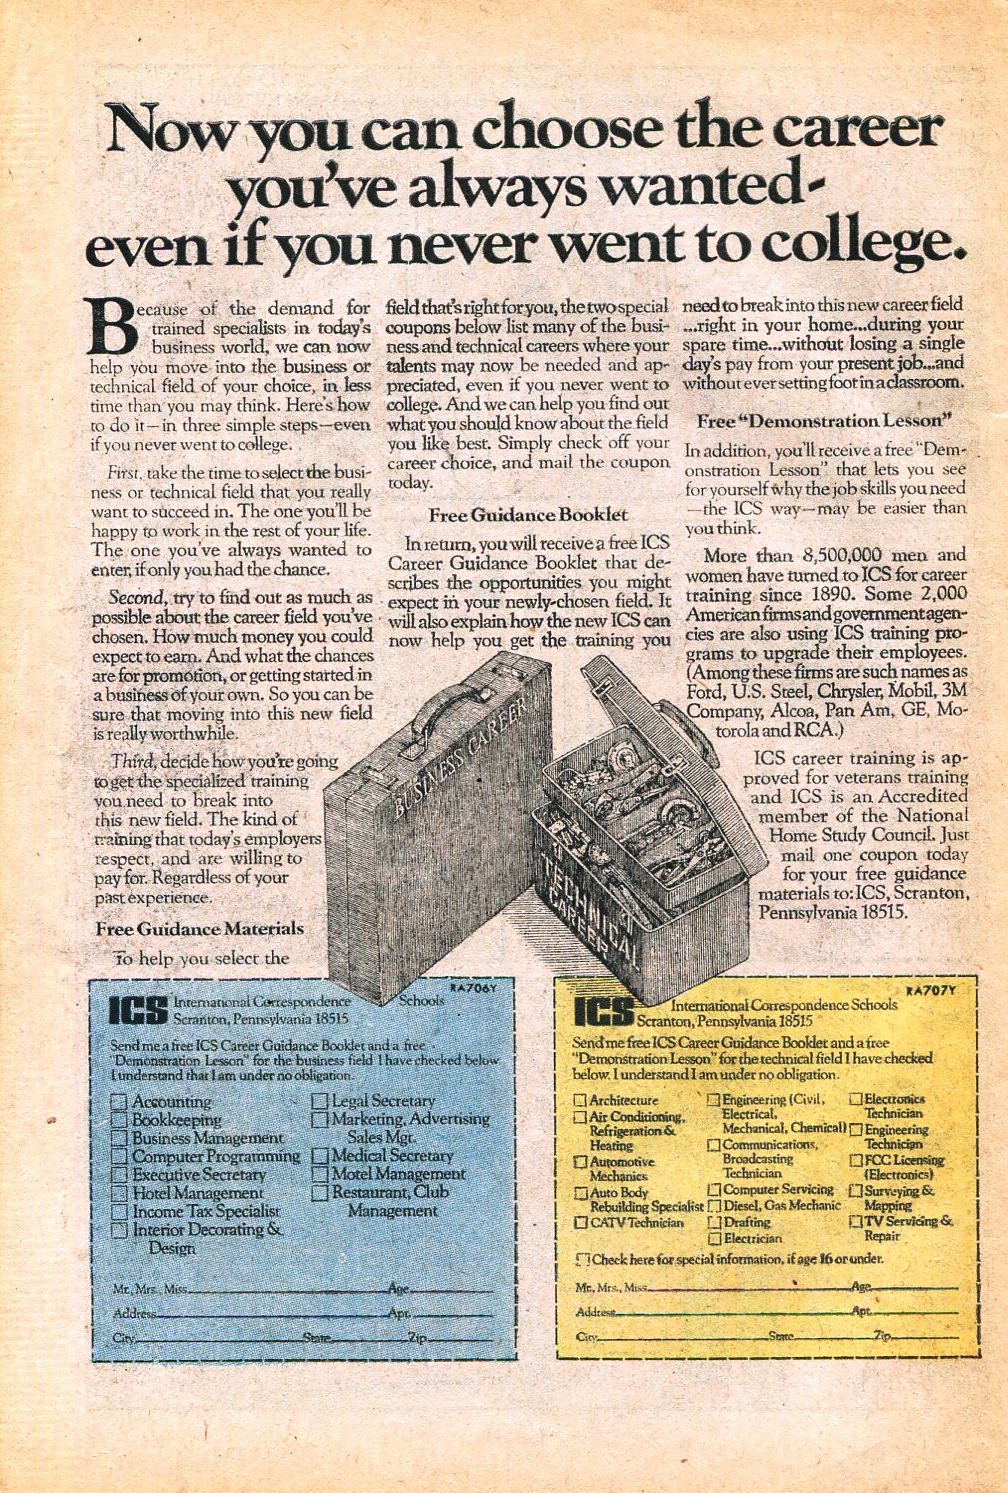 Now you can choose the career
you've always wanted-
even if you never went to college.
Because of the demand for
trained specialists in today's
business world, we can now
help you move into the business or
technical field of your choice, in less
time than you may think. Here's how
to do it—in three simple steps—even
if you never went to college.
First, take the time to select the busi-
ness or technical field that you really
want to succeed in. The one you'll be
happy to work in the rest of your life.
The one you've always wanted to
enter, if only you had the chance.
Second, try to find out as much as
possible about the career field you've
chosen. How much money you could
expect to earn. And what the chances
are for promotion, or getting started in
a business of your own. So you can be
sure that moving into this new field
is really worthwhile.
Third, decide how you're going
to get the specialized training
you need to break into
this new field. The kind of
training that today's employers
respect, and are willing to
pay for. Regardless of your
past experience.
Free Guidance Materials
To help you select the
field that's right for you, the two special
coupons below list many of the busi-
ness and technical careers where your
talents may now be needed and ap-
preciated, even if you never went to
college. And we can help you find out
what you should know about the field
you like best. Simply check off your
career choice, and mail the coupon
today.
Free Guidance Booklet
In return, you will receive a free ICS
Career Guidance Booklet that de-
scribes the opportunities you might
expect in your newly-chosen field. It
will also explain how the new ICS can
now help you get the training you
need to break into this new career field
...right in your home...during your
spare time...without losing a single
day's pay from your present job...and
without ever setting foot in a classroom.
Free "Demonstration Lesson"
In addition, you'll receive a free "Dem-
onstration Lesson" that lets you see
for yourself why the job skills you need
—the ICS way—may be easier than
you think.
More than 8,500,000 men and
women have turned to ICS for career
training since 1890. Some 2,000
American firms and government agen-
cies are also using ICS training pro-
grams to upgrade their employees.
(Among these firms are such names as
Ford, U.S. Steel, Chrysler, Mobil, 3M
Company, Alcoa, Pan Am, GE, Mo-
torola and RCA.)
ICS career training is ap-
proved for veterans training
and ICS is an Accredited
member of the National
Home Study Council. Just
mail one coupon today
for your free guidance
materials to: ICS, Scranton,
Pennsylvania 18515.
BUSINESS CAREER
TECHNICAL
CAREER
RA706Y
ICS International Correspondence Schools
Scranton, Pennsylvania 18515
Send me a free ICS Career Guidance Booklet and a free
"Demonstration Lesson" for the business field I have checked below.
I understand that I am under no obligation.
Accounting
Bookkeeping
Business Management
Computer Programming
Executive Secretary
Hotel Management
Income Tax Specialist
Interior Decorating &
Design
Legal Secretary
Marketing, Advertising
Sales Mgt.
Medical Secretary
Motel Management
Restaurant, Club
Management
Mr., Mrs., Miss Age
Address Apt.
City State Zip
RA707Y
ICS International Correspondence Schools
Scranton, Pennsylvania 18515
Send me free ICS Career Guidance Booklet and a free
"Demonstration Lesson" for the technical field I have checked
below. I understand I am under no obligation.
Architecture
Air Conditioning,
Refrigeration &
Heating
Automotive
Mechanics
Auto Body
Rebuilding Specialist
CATV Technician
Engineering (Civil,
Electrical,
Mechanical, Chemical)
Communications,
Broadcasting
Technician
Computer Servicing
Diesel, Gas Mechanic
Drafting
Electrician
Electronics
Technician
Engineering
Technician
FCC Licensing
(Electronics)
Surveying &
Mapping
TV Servicing &
Repair
Check here for special information, if age 16 or under.
Mr., Mrs., Miss Age
Address Apt.
City State Zip